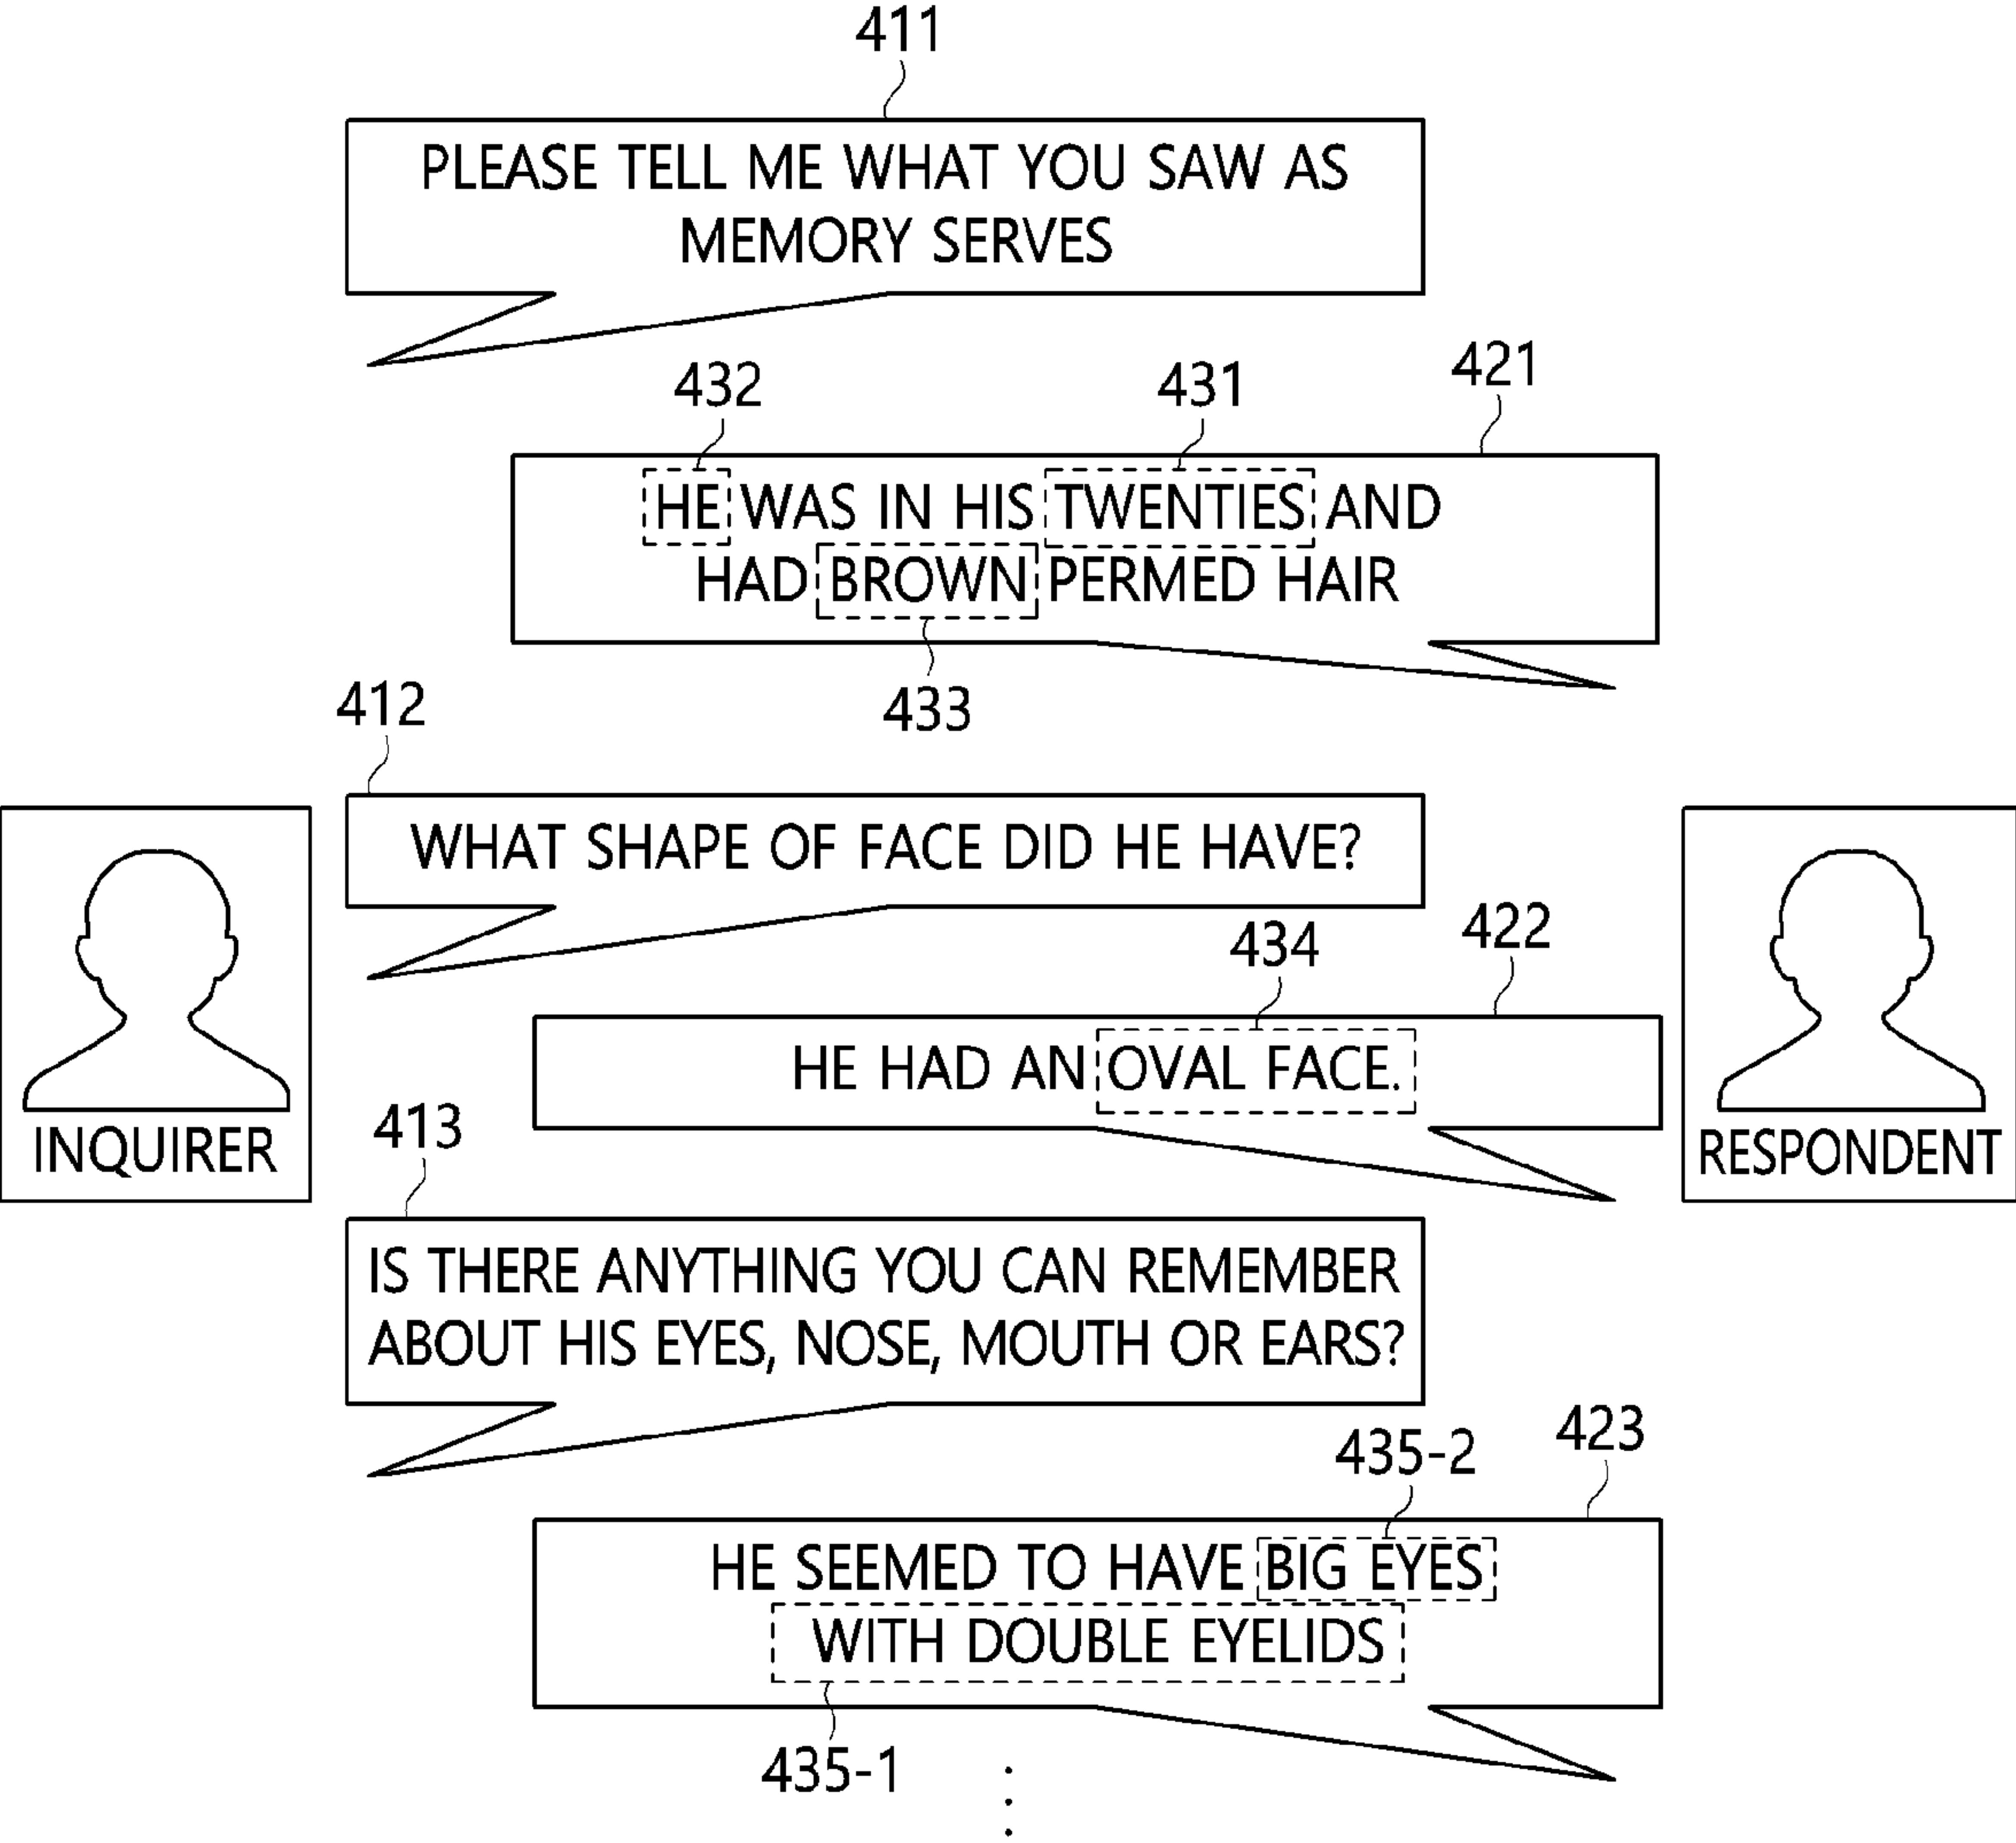 411
PLEASE TELL ME WHAT YOU SAW AS
MEMORY SERVES
432
431
421
HE WAS IN HIS TWENTIES AND
HAD BROWN PERMED HAIR
433
412
WHAT SHAPE OF FACE DID HE HAVE?
434
422
HE HAD AN OVAL FACE.
INQUIRER
RESPONDENT
413
IS THERE ANYTHING YOU CAN REMEMBER
ABOUT HIS EYES, NOSE, MOUTH OR EARS?
435-2
423
HE SEEMED TO HAVE BIG EYES
WITH DOUBLE EYELIDS
435-1